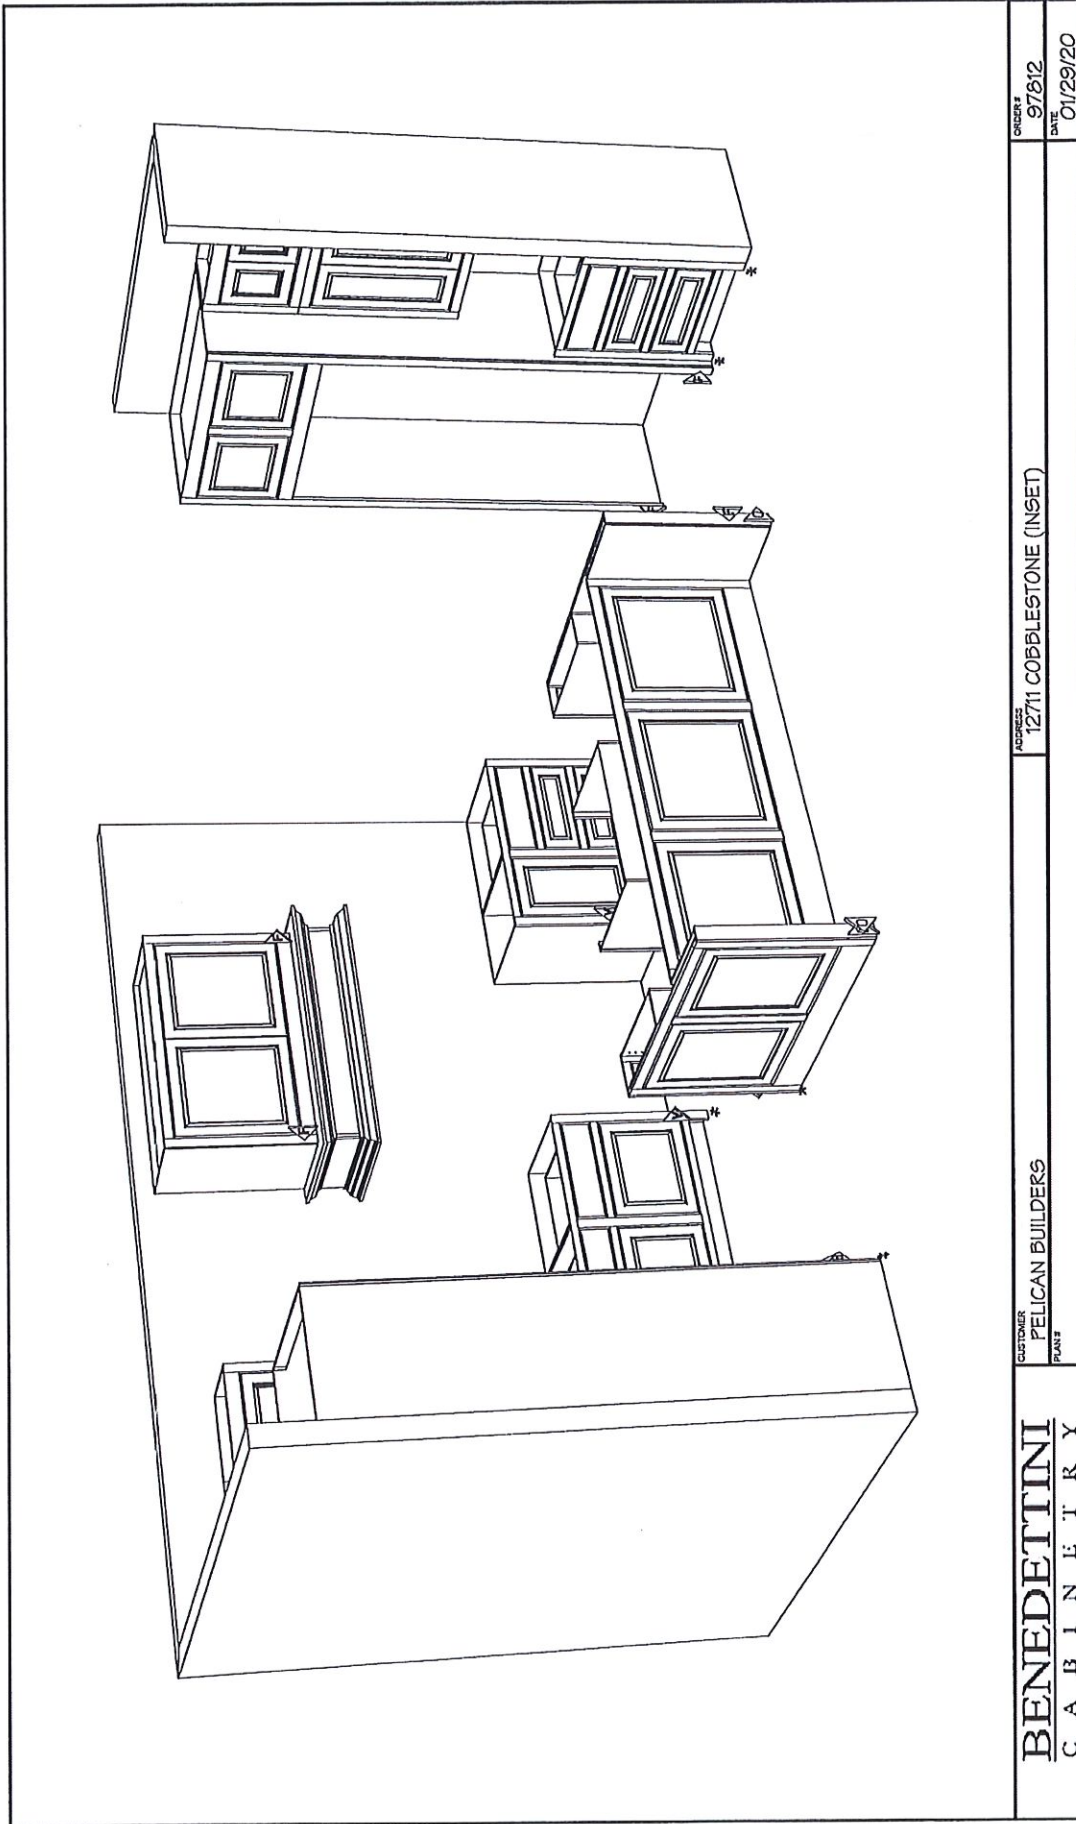 BENEDETTINI
CABINETRY
CUSTOMER
PELICAN BUILDERS
PLAN#
ADDRESS
12711 COBBLESTONE (INSET)
ORDER#
97812
DATE
01/29/20